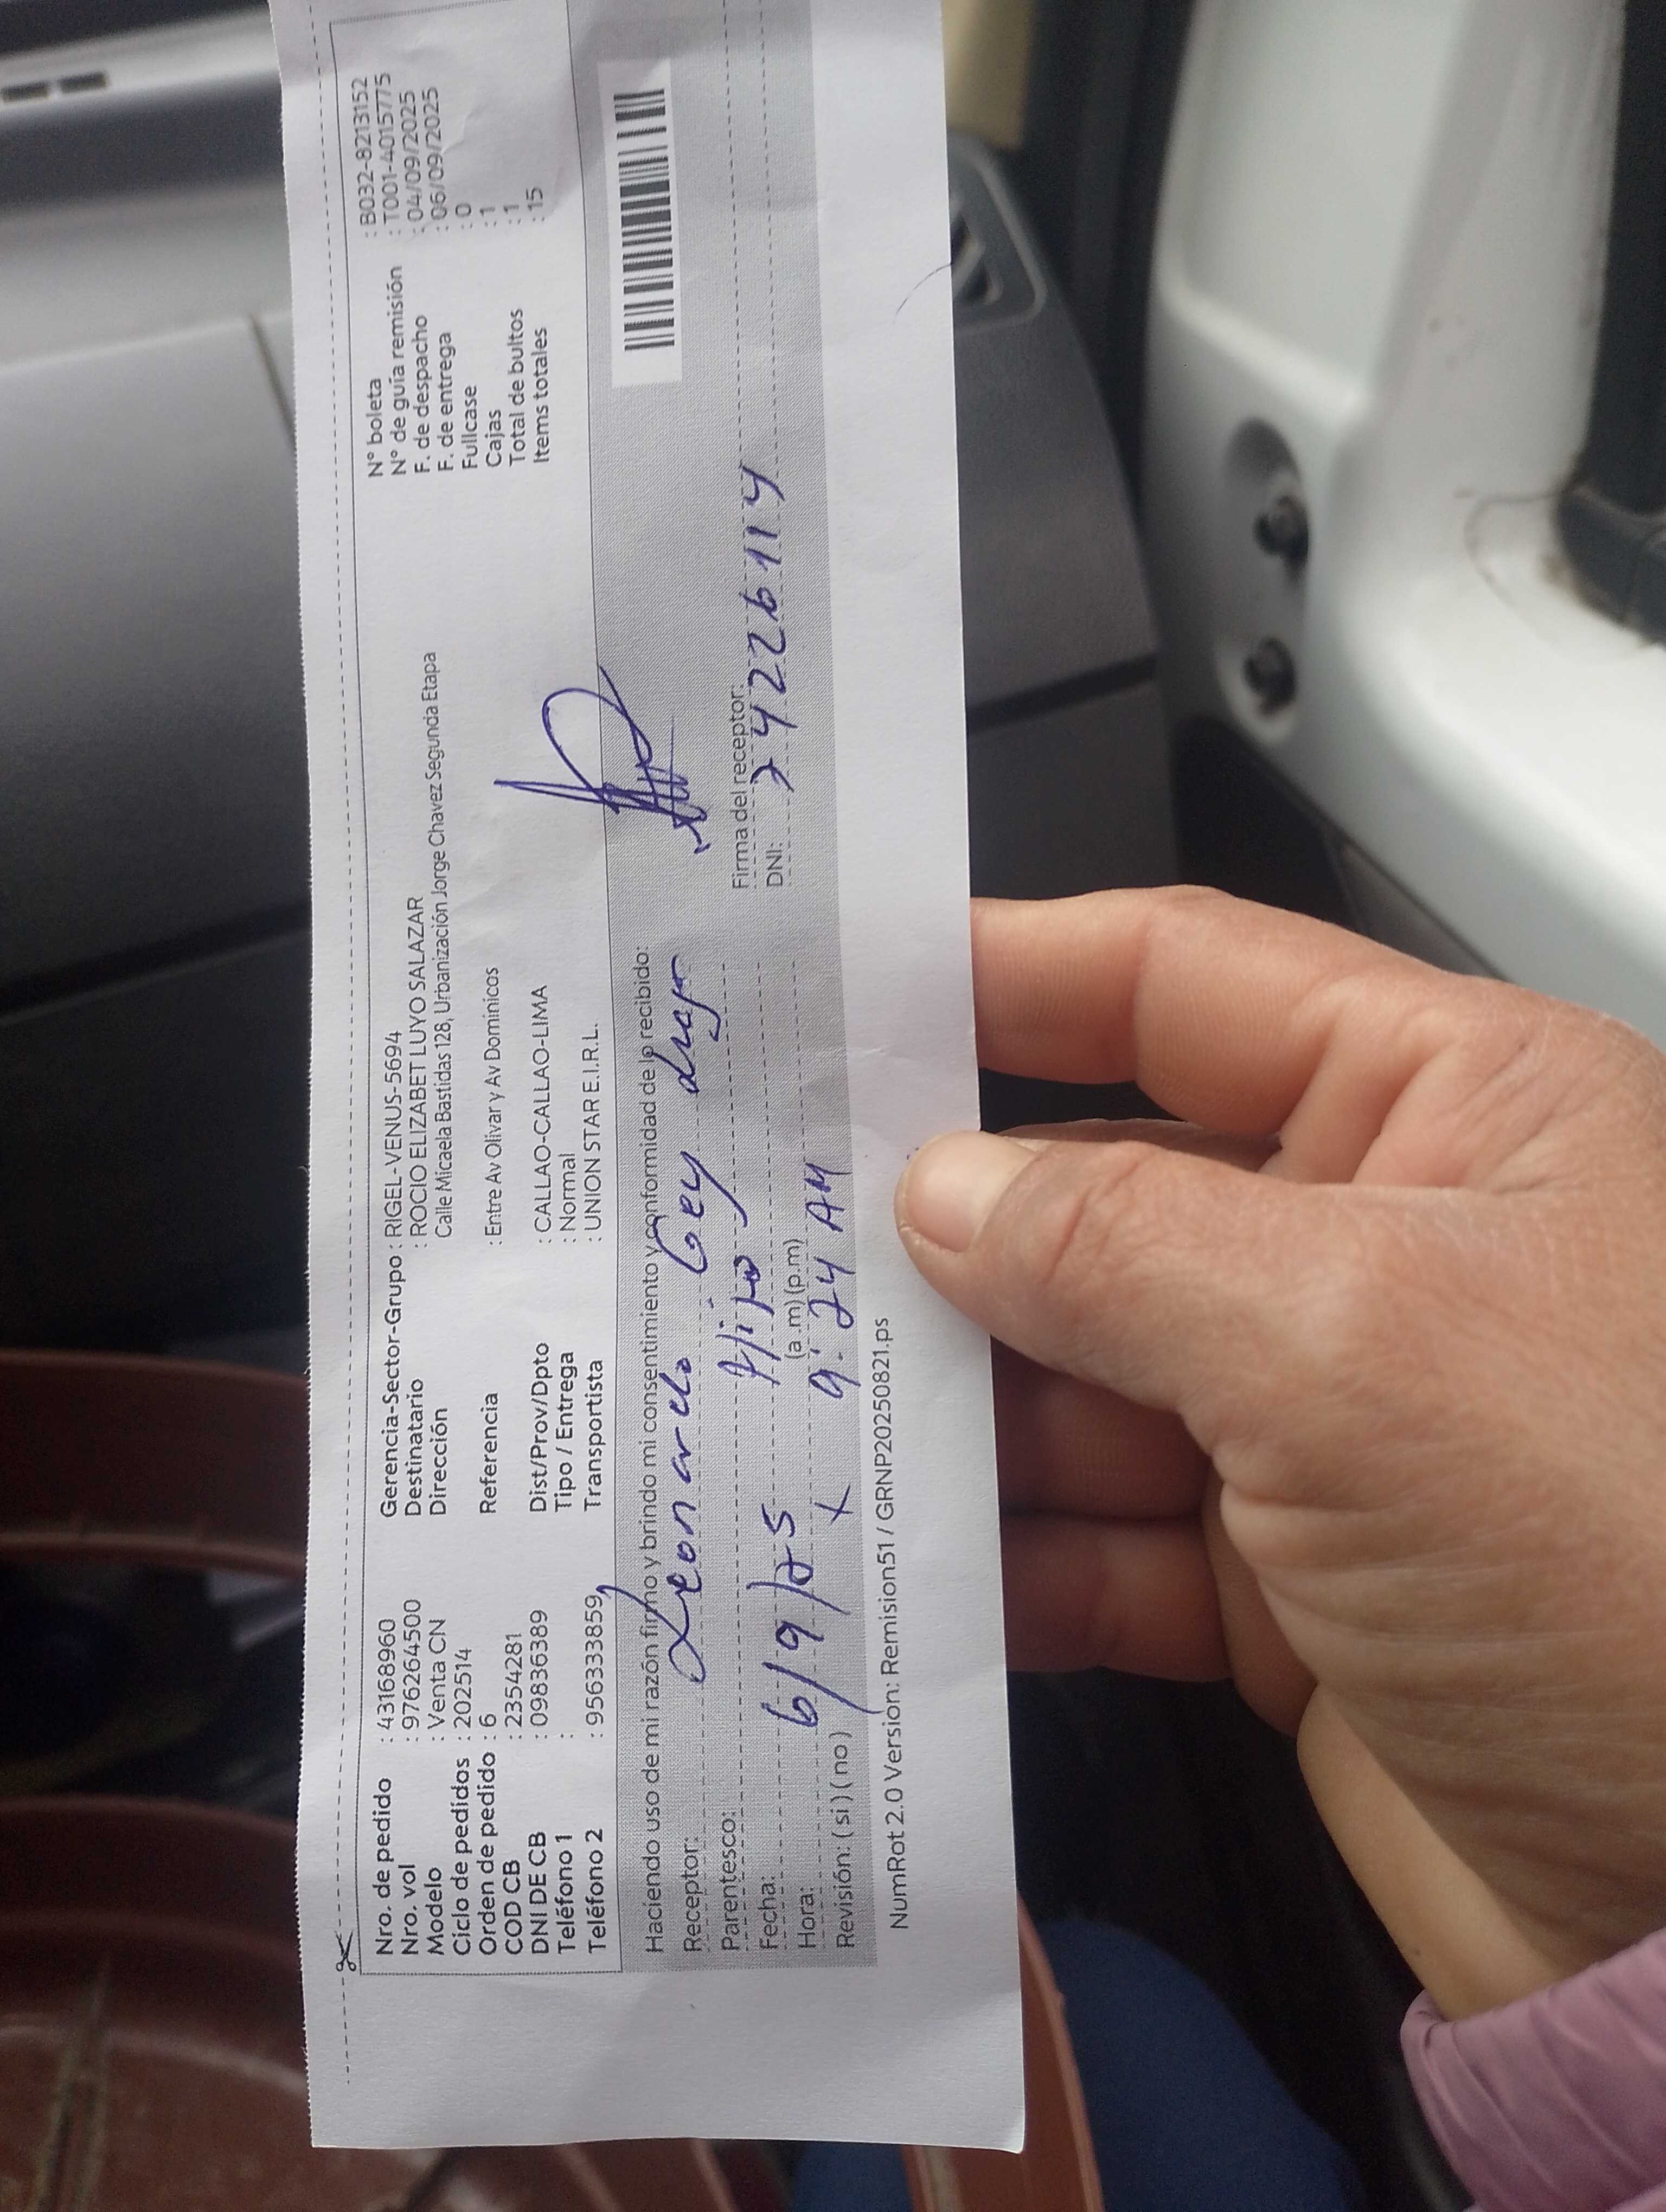 Nro. de pedido : 43168960 Gerencia-Sector-Grupo : RIGEL-VENUS-5694 N° boleta : B032-8213152
Nro. vol : 976264500 Destinatario : ROCIO ELIZABET LUYO SALAZAR N° de guía remisión : T001-4015775
Modelo : Venta CN Dirección Calle Micaela Bastidas 128, Urbanización Jorge Chavez Segunda Etapa F. de despacho : 04/09/2025
Ciclo de pedidos : 202514 F. de entrega : 06/09/2025
Orden de pedido : 6 Referencia : Entre Av Olivar y Av Dominicos Fullcase : 0
COD CB : 23544281 Cajas : 1
DNI DE CB : 09836389 Dist/Prov/Dpto : CALLAO-CALLAO-LIMA Total de bultos : 1
Teléfono 1 : Tipo / Entrega : Normal Items totales : 15
Teléfono 2 : 956333859 Transportista : UNION STAR E.I.R.L.
Haciendo uso de mi razón firmo y brindo mi consentimiento y conformidad de lo recibido:
Receptor: Leonardo
Parentesco: Firma del receptor:
Fecha: 6/9/25 DNI: 74226114
Hora: (a.m) (p.m) 9:24 AM
Revisión: ( si ) ( no ) X
NumRot 2.0 Version: Remision51 / GRNP20250821.ps